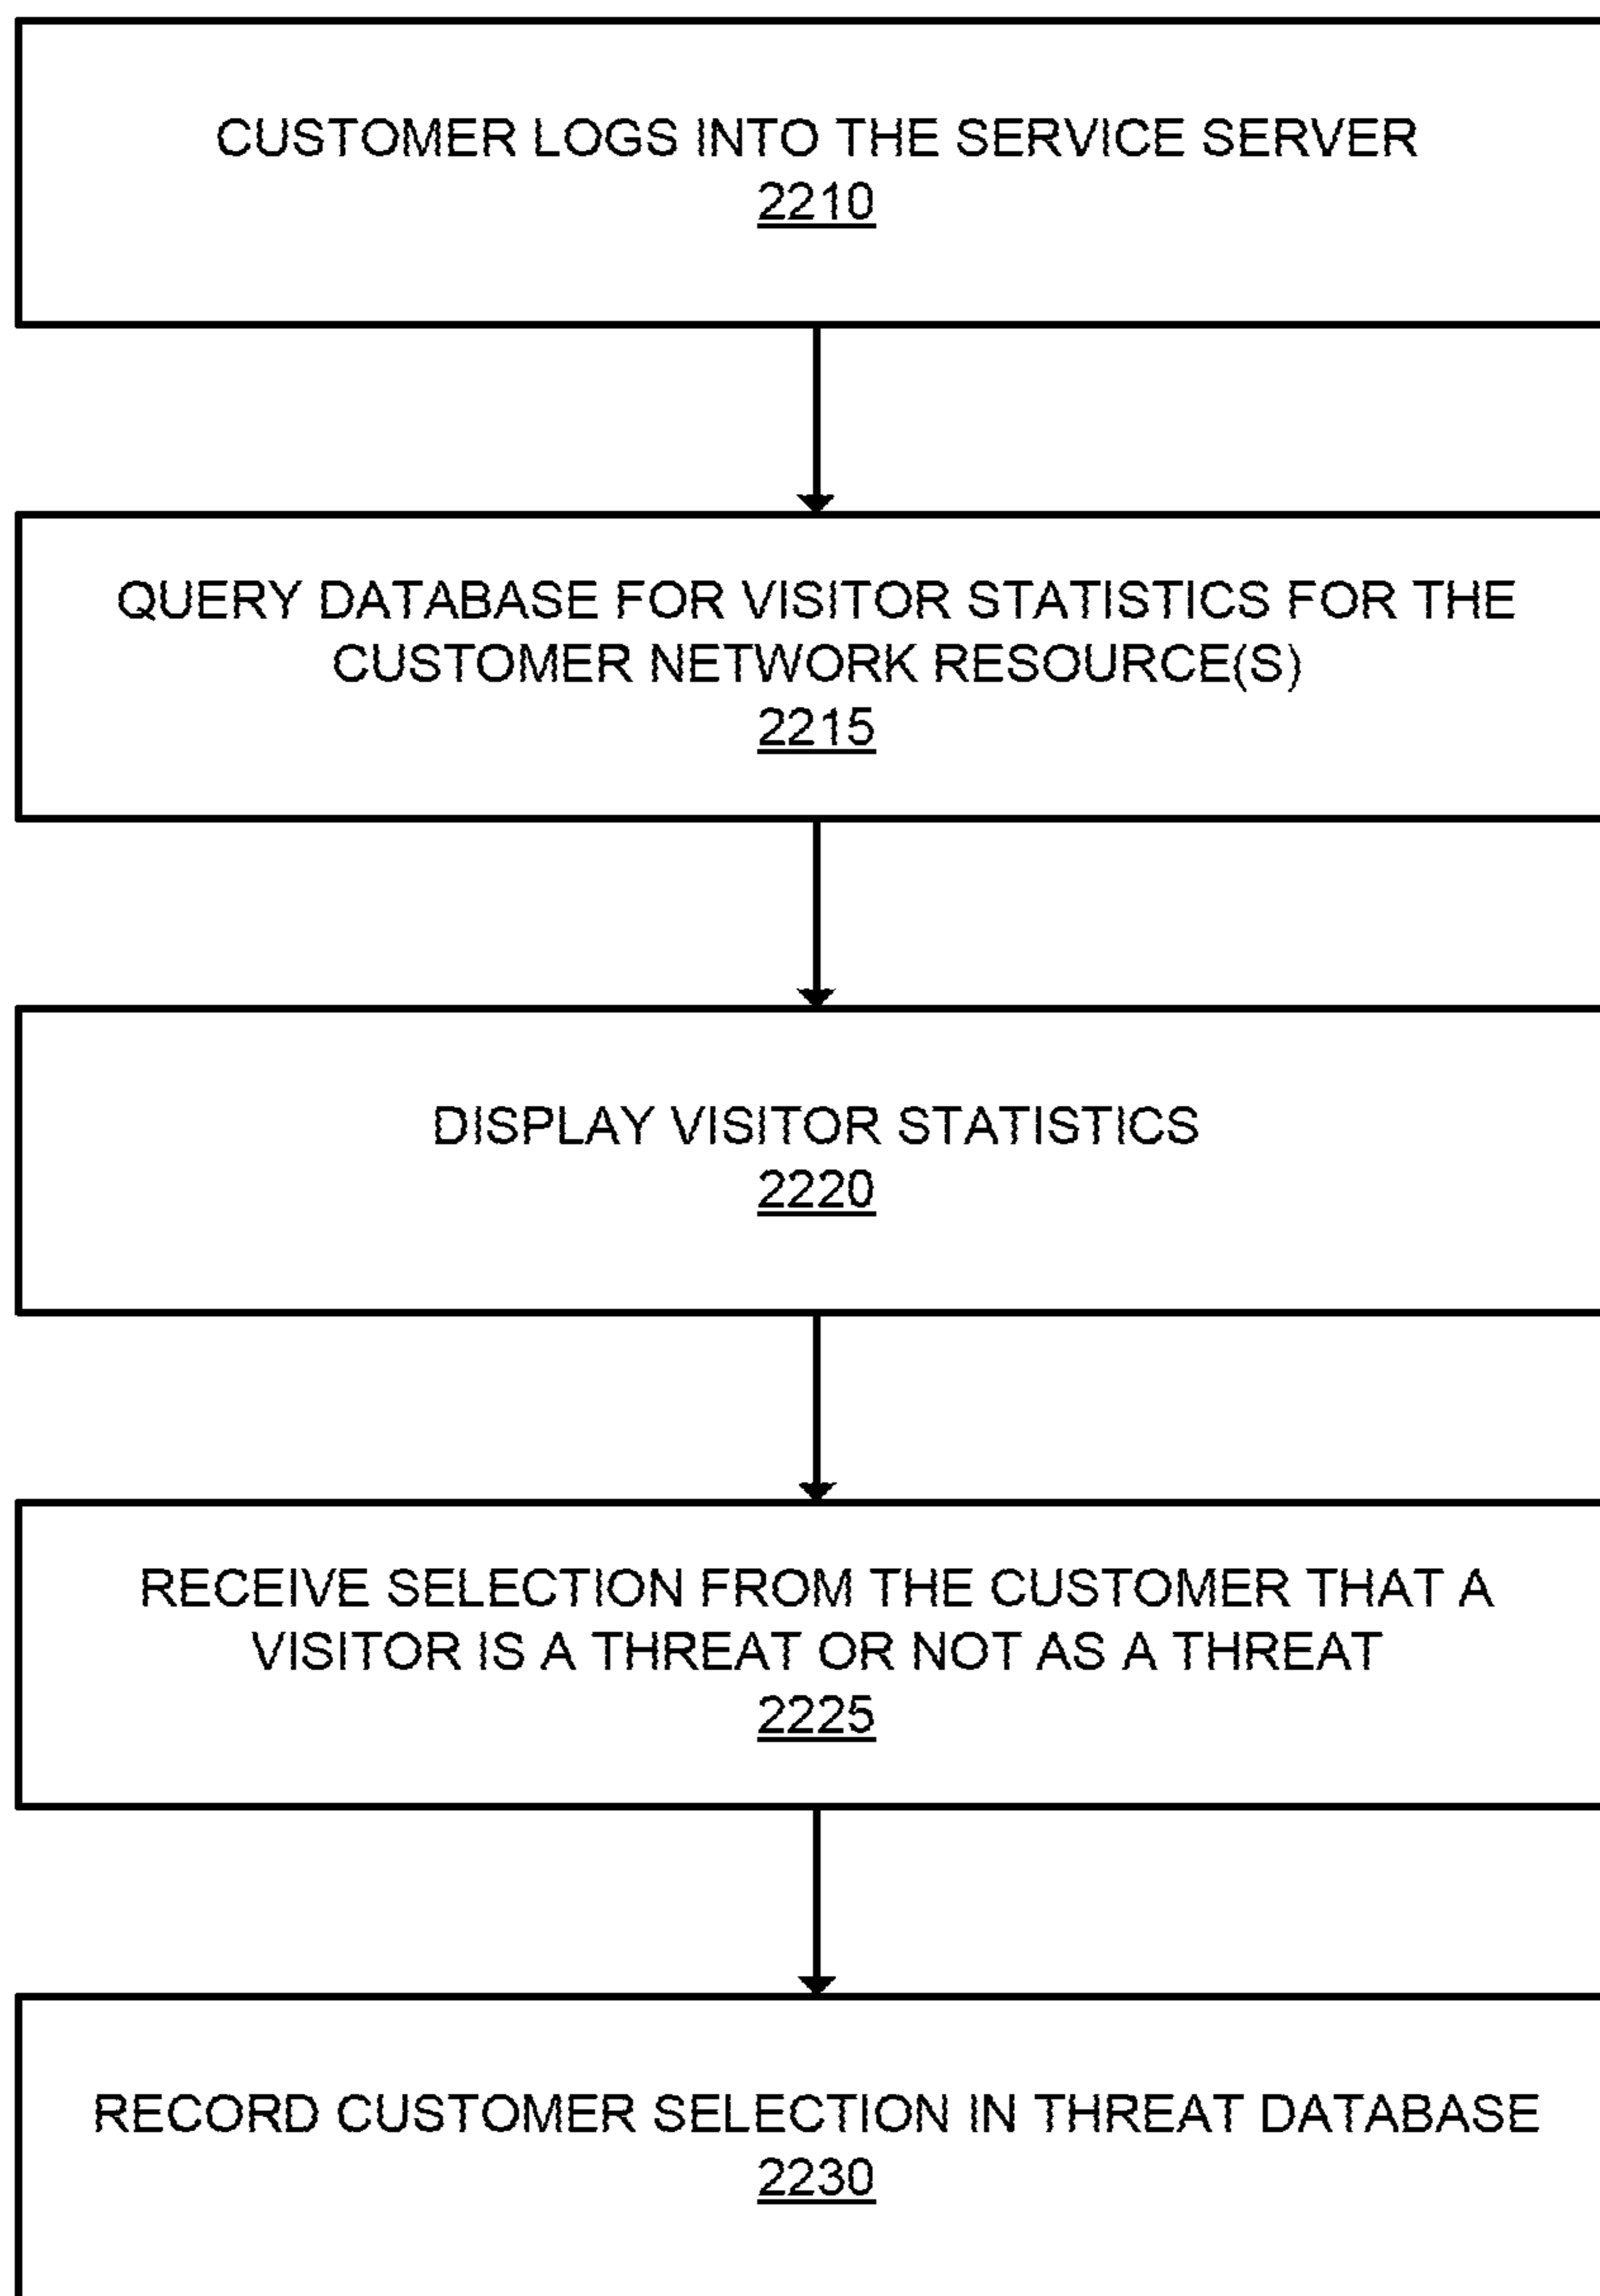 CUSTOMER LOGS INTO THE SERVICE SERVER
2210
QUERY DATABASE FOR VISITOR STATISTICS FOR THE
CUSTOMER NETWORK RESOURCE(S)
2215
DISPLAY VISITOR STATISTICS
2220
RECEIVE SELECTION FROM THE CUSTOMER THAT A
VISITOR IS A THREAT OR NOT AS A THREAT
2225
RECORD CUSTOMER SELECTION IN THREAT DATABASE
2230